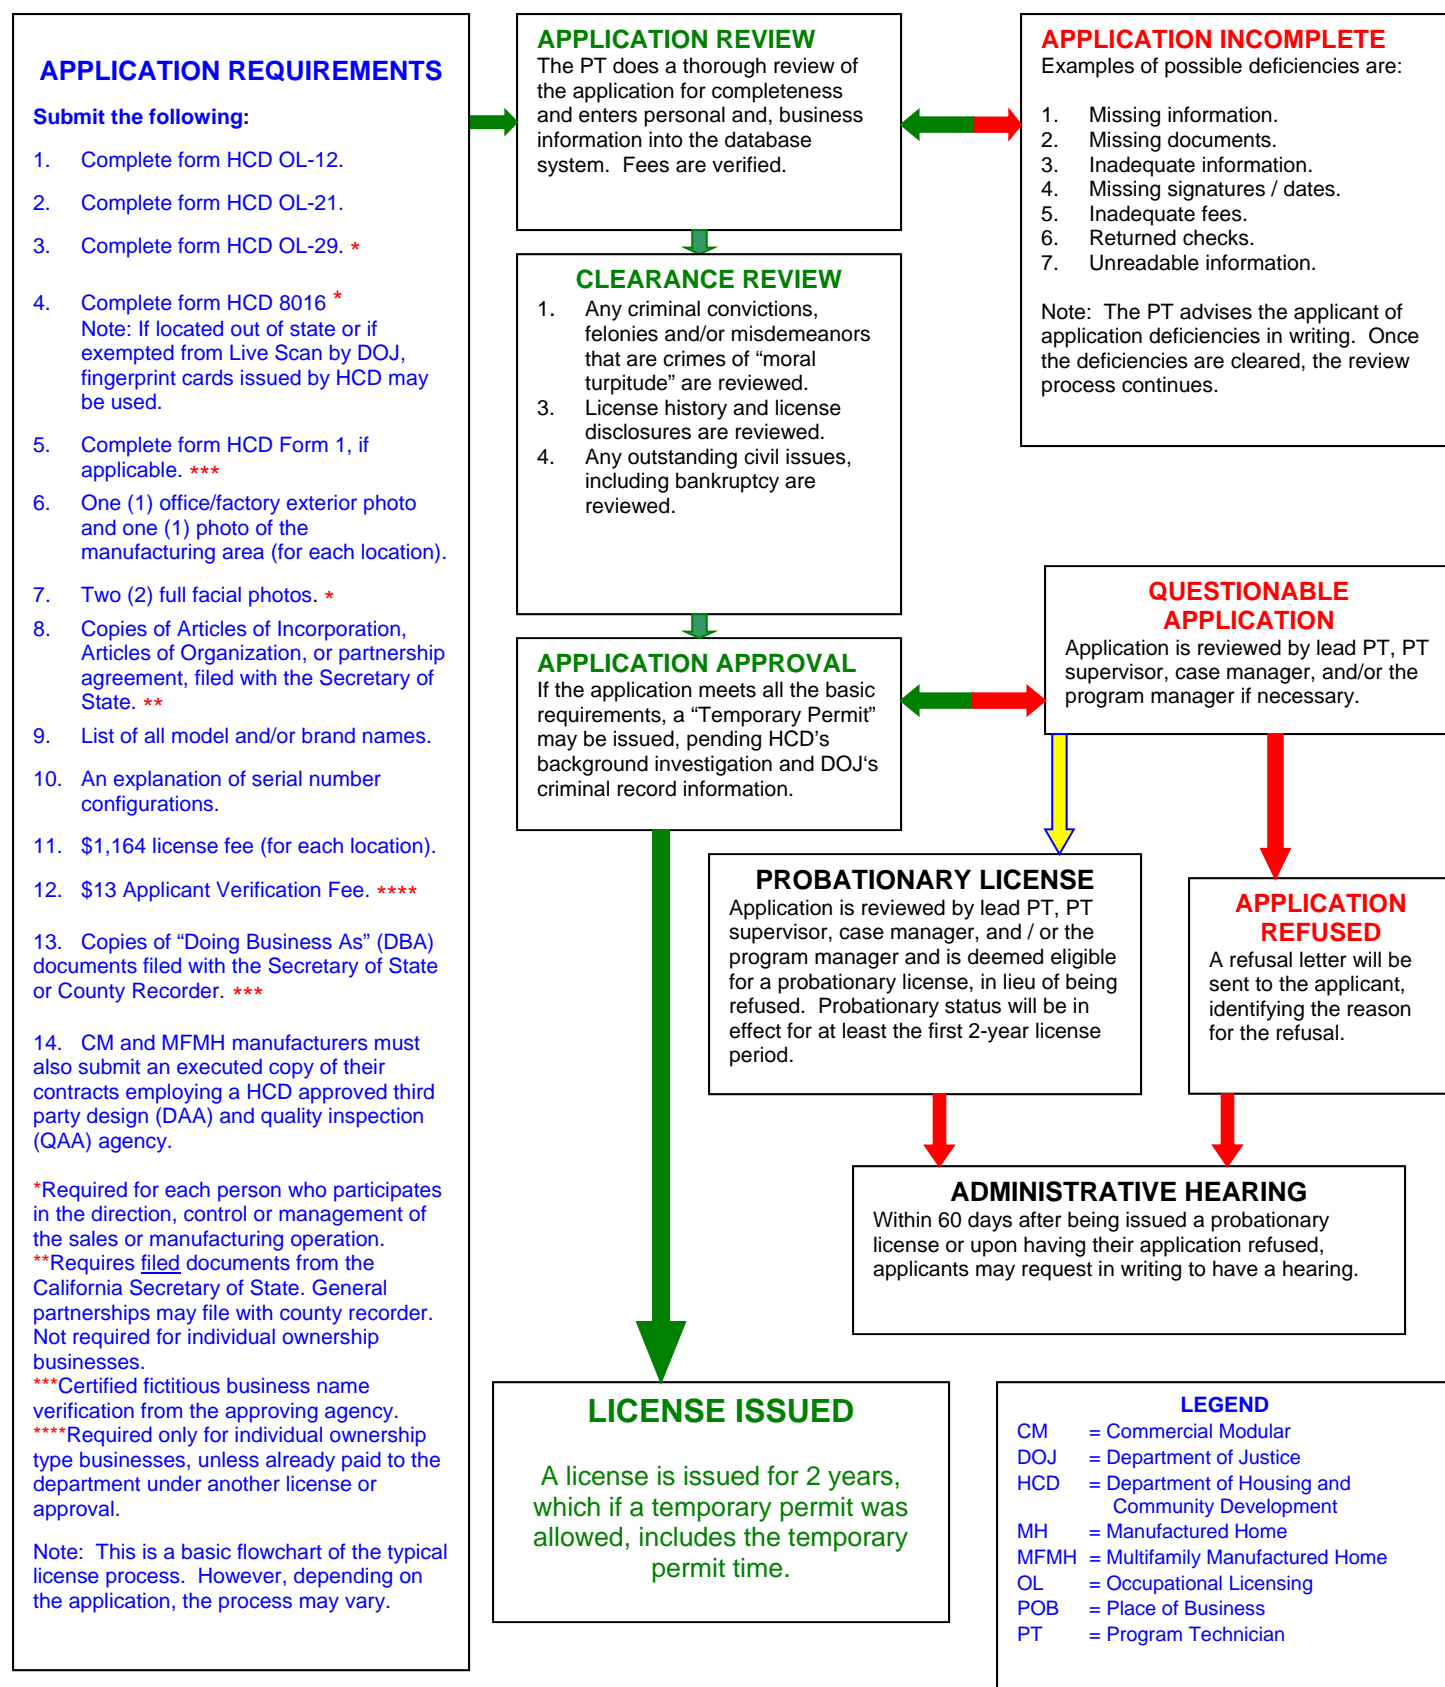 APPLICATION REQUIREMENTS
Submit the following:
1. Complete form HCD OL-12.
2. Complete form HCD OL-21.
3. Complete form HCD OL-29. *
4. Complete form HCD 8016 *
Note: If located out of state or if
exempted from Live Scan by DOJ,
fingerprint cards issued by HCD may
be used.
5. Complete form HCD Form 1, if
applicable. ***
6. One (1) office/factory exterior photo
and one (1) photo of the
manufacturing area (for each location).
7. Two (2) full facial photos. *
8. Copies of Articles of Incorporation,
Articles of Organization, or partnership
agreement, filed with the Secretary of
State. **
9. List of all model and/or brand names.
10. An explanation of serial number
configurations.
11. $1,164 license fee (for each location).
12. $13 Applicant Verification Fee. ****
13. Copies of “Doing Business As” (DBA)
documents filed with the Secretary of State
or County Recorder. ***
14. CM and MFMH manufacturers must
also submit an executed copy of their
contracts employing a HCD approved third
party design (DAA) and quality inspection
(QAA) agency.
*Required for each person who participates
in the direction, control or management of
the sales or manufacturing operation.
**Requires filed documents from the
California Secretary of State. General
partnerships may file with county recorder.
Not required for individual ownership
businesses.
***Certified fictitious business name
verification from the approving agency.
****Required only for individual ownership
type businesses, unless already paid to the
department under another license or
approval.
Note: This is a basic flowchart of the typical
license process. However, depending on
the application, the process may vary.
APPLICATION REVIEW
The PT does a thorough review of
the application for completeness
and enters personal and, business
information into the database
system. Fees are verified.
APPLICATION INCOMPLETE
Examples of possible deficiencies are:
1. Missing information.
2. Missing documents.
3. Inadequate information.
4. Missing signatures / dates.
5. Inadequate fees.
6. Returned checks.
7. Unreadable information.
Note: The PT advises the applicant of
application deficiencies in writing. Once
the deficiencies are cleared, the review
process continues.
CLEARANCE REVIEW
1. Any criminal convictions,
felonies and/or misdemeanors
that are crimes of “moral
turpitude” are reviewed.
3. License history and license
disclosures are reviewed.
4. Any outstanding civil issues,
including bankruptcy are
reviewed.
QUESTIONABLE
APPLICATION
Application is reviewed by lead PT, PT
supervisor, case manager, and/or the
program manager if necessary.
APPLICATION APPROVAL
If the application meets all the basic
requirements, a “Temporary Permit”
may be issued, pending HCD’s
background investigation and DOJ‘s
criminal record information.
PROBATIONARY LICENSE
Application is reviewed by lead PT, PT
supervisor, case manager, and / or the
program manager and is deemed eligible
for a probationary license, in lieu of being
refused. Probationary status will be in
effect for at least the first 2-year license
period.
APPLICATION
REFUSED
A refusal letter will be
sent to the applicant,
identifying the reason
for the refusal.
ADMINISTRATIVE HEARING
Within 60 days after being issued a probationary
license or upon having their application refused,
applicants may request in writing to have a hearing.
LICENSE ISSUED
A license is issued for 2 years,
which if a temporary permit was
allowed, includes the temporary
permit time.
LEGEND
CM = Commercial Modular
DOJ = Department of Justice
HCD = Department of Housing and
Community Development
MH = Manufactured Home
MFMH = Multifamily Manufactured Home
OL = Occupational Licensing
POB = Place of Business
PT = Program Technician